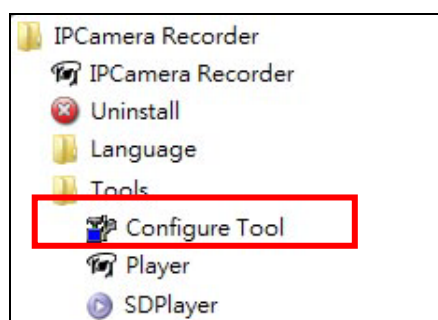 IPCamera Recorder
IPCamera Recorder
Uninstall
Language
Tools
Configure Tool
Player
SDPlayer